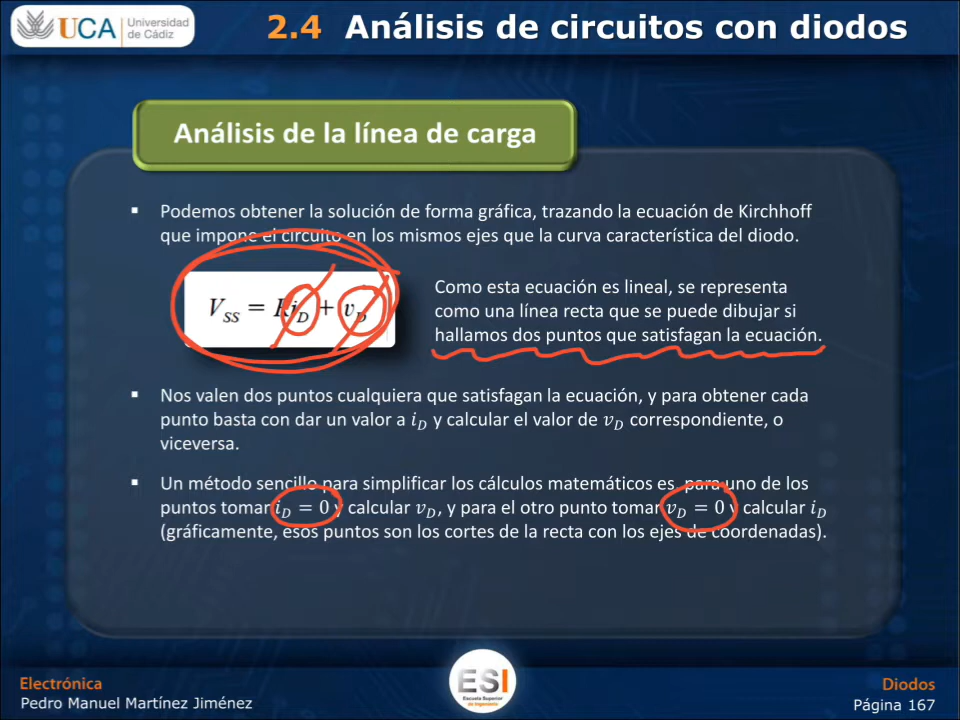 UCA Universidad de Cádiz
2.4 Análisis de circuitos con diodos
Análisis de la línea de carga
▪ Podemos obtener la solución de forma gráfica, trazando la ecuación de Kirchhoff
que impone el circuito en los mismos ejes que la curva característica del diodo.
V_SS = Ri_D + v_D
Como esta ecuación es lineal, se representa
como una línea recta que se puede dibujar si
hallamos dos puntos que satisfagan la ecuación.
▪ Nos valen dos puntos cualquiera que satisfagan la ecuación, y para obtener cada
punto basta con dar un valor a i_D y calcular el valor de v_D correspondiente, o
viceversa.
▪ Un método sencillo para simplificar los cálculos matemáticos es, para uno de los
puntos tomar i_D = 0 y calcular v_D, y para el otro punto tomar v_D = 0 y calcular i_D
(gráficamente, esos puntos son los cortes de la recta con los ejes de coordenadas).
Electrónica
Pedro Manuel Martínez Jiménez
ESI
Escuela Superior
de Ingeniería
Diodos
Página 167